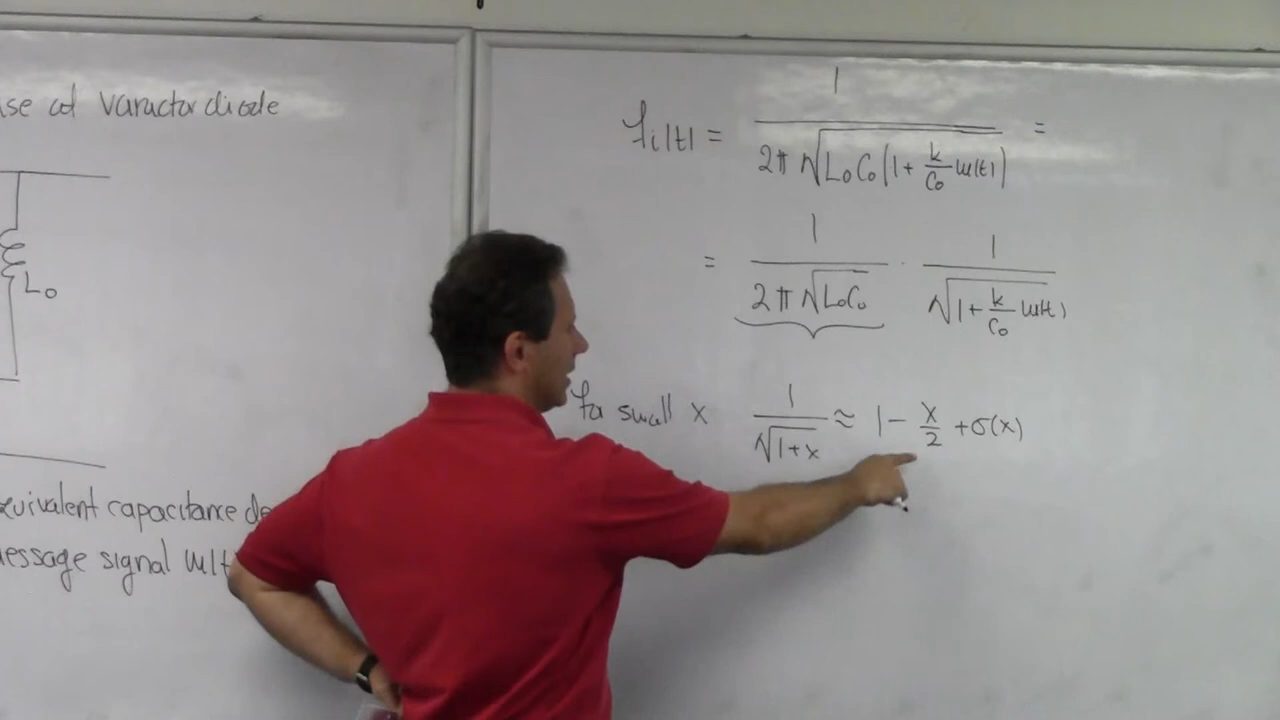 use of Varactor diode
L₀
equivalent capacitance de
message signal m(t
fᵢ(t) = 1 / (2π √(L₀C₀(1 + k/C₀ m(t)))) =
= 1 / (2π √(L₀C₀)) · 1 / √(1 + k/C₀ m(t))
for small x 1/√(1+x) ≈ 1 − x/2 + σ(x)